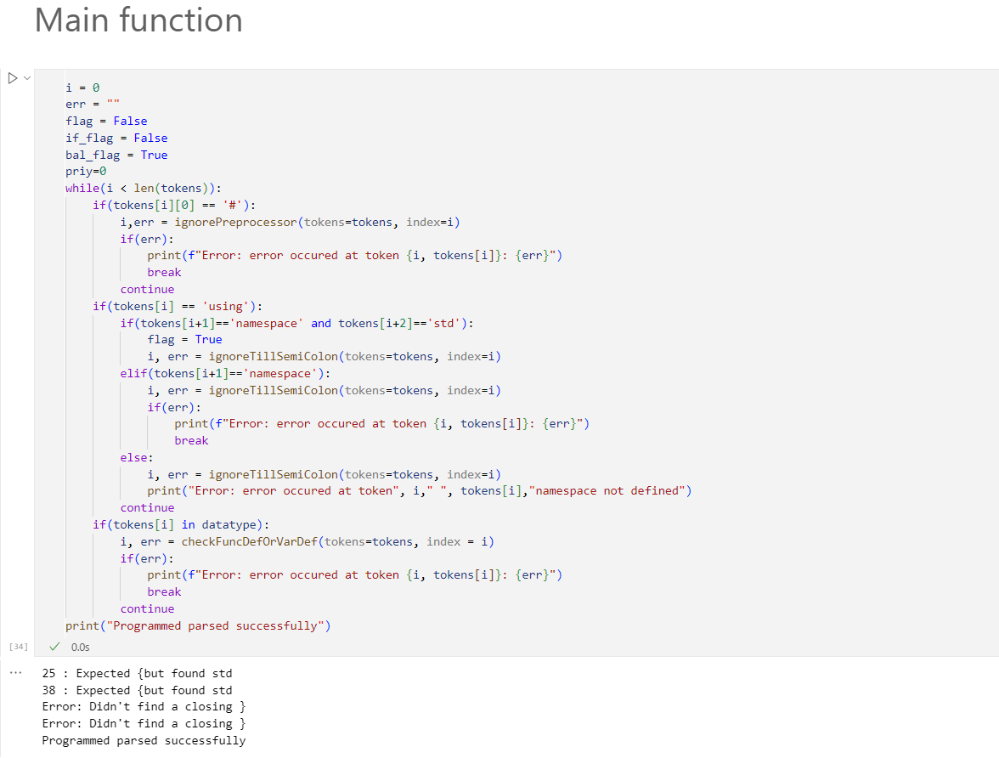 Main function
i = 0
err = ""
flag = False
if_flag = False
bal_flag = True
priy=0
while(i < len(tokens)):
    if(tokens[i][0] == '#'):
        i,err = ignorePreprocessor(tokens=tokens, index=i)
        if(err):
            print(f"Error: error occured at token {i, tokens[i]}: {err}")
            break
        continue
    if(tokens[i] == 'using'):
        if(tokens[i+1]=='namespace' and tokens[i+2]=='std'):
            flag = True
            i, err = ignoreTillSemiColon(tokens=tokens, index=i)
        elif(tokens[i+1]=='namespace'):
            i, err = ignoreTillSemiColon(tokens=tokens, index=i)
            if(err):
                print(f"Error: error occured at token {i, tokens[i]}: {err}")
                break
        else:
            i, err = ignoreTillSemiColon(tokens=tokens, index=i)
            print("Error: error occured at token", i," ", tokens[i],"namespace not defined")
        continue
    if(tokens[i] in datatype):
        i, err = checkFuncDefOrVarDef(tokens=tokens, index = i)
        if(err):
            print(f"Error: error occured at token {i, tokens[i]}: {err}")
            break
        continue
print("Programmed parsed successfully")
[34] ✓ 0.0s
... 25 : Expected {but found std
38 : Expected {but found std
Error: Didn't find a closing }
Error: Didn't find a closing }
Programmed parsed successfully